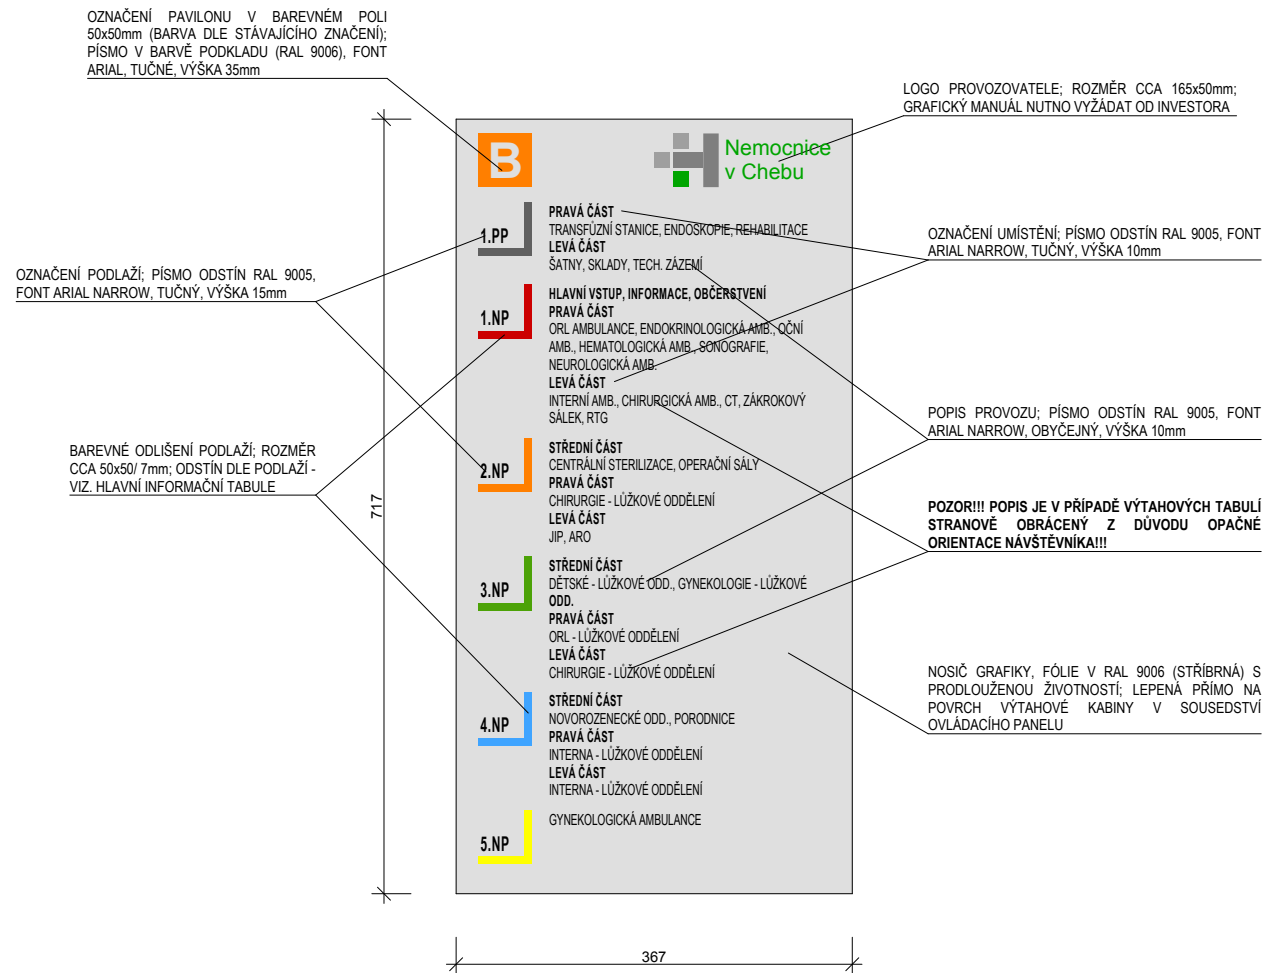 OZNAČENÍ PAVILONU V BAREVNÉM POLI
50x50mm (BARVA DLE STÁVAJÍCÍHO ZNAČENÍ);
PÍSMO V BARVĚ PODKLADU (RAL 9006), FONT
ARIAL, TUČNÉ, VÝŠKA 35mm
LOGO PROVOZOVATELE; ROZMĚR CCA 165x50mm;
GRAFICKÝ MANUÁL NUTNO VYŽÁDAT OD INVESTORA
B
Nemocnice
v Chebu
1.PP
PRAVÁ ČÁST
TRANSFÚZNÍ STANICE, ENDOSKOPIE, REHABILITACE
LEVÁ ČÁST
ŠATNY, SKLADY, TECH. ZÁZEMÍ
OZNAČENÍ UMÍSTĚNÍ; PÍSMO ODSTÍN RAL 9005, FONT
ARIAL NARROW, TUČNÝ, VÝŠKA 10mm
OZNAČENÍ PODLAŽÍ; PÍSMO ODSTÍN RAL 9005,
FONT ARIAL NARROW, TUČNÝ, VÝŠKA 15mm
1.NP
HLAVNÍ VSTUP, INFORMACE, OBČERSTVENÍ
PRAVÁ ČÁST
ORL AMBULANCE, ENDOKRINOLOGICKÁ AMB., OČNÍ
AMB., HEMATOLOGICKÁ AMB., SONOGRAFIE,
NEUROLOGICKÁ AMB.
LEVÁ ČÁST
INTERNÍ AMB., CHIRURGICKÁ AMB., CT, ZÁKROKOVÝ
SÁLEK, RTG
POPIS PROVOZU; PÍSMO ODSTÍN RAL 9005, FONT
ARIAL NARROW, OBYČEJNÝ, VÝŠKA 10mm
BAREVNÉ ODLIŠENÍ PODLAŽÍ; ROZMĚR
CCA 50x50/ 7mm; ODSTÍN DLE PODLAŽÍ -
VIZ. HLAVNÍ INFORMAČNÍ TABULE
2.NP
STŘEDNÍ ČÁST
CENTRÁLNÍ STERILIZACE, OPERAČNÍ SÁLY
PRAVÁ ČÁST
CHIRURGIE - LŮŽKOVÉ ODDĚLENÍ
LEVÁ ČÁST
JIP, ARO
POZOR!!! POPIS JE V PŘÍPADĚ VÝTAHOVÝCH TABULÍ
STRANOVĚ OBRÁCENÝ Z DŮVODU OPAČNÉ
ORIENTACE NÁVŠTĚVNÍKA!!!
717
3.NP
STŘEDNÍ ČÁST
DĚTSKÉ - LŮŽKOVÉ ODD., GYNEKOLOGIE - LŮŽKOVÉ
ODD.
PRAVÁ ČÁST
ORL - LŮŽKOVÉ ODDĚLENÍ
LEVÁ ČÁST
CHIRURGIE - LŮŽKOVÉ ODDĚLENÍ
NOSIČ GRAFIKY, FÓLIE V RAL 9006 (STŘÍBRNÁ) S
PRODLOUŽENOU ŽIVOTNOSTÍ; LEPENÁ PŘÍMO NA
POVRCH VÝTAHOVÉ KABINY V SOUSEDSTVÍ
OVLÁDACÍHO PANELU
4.NP
STŘEDNÍ ČÁST
NOVOROZENECKÉ ODD., PORODNICE
PRAVÁ ČÁST
INTERNA - LŮŽKOVÉ ODDĚLENÍ
LEVÁ ČÁST
INTERNA - LŮŽKOVÉ ODDĚLENÍ
5.NP
GYNEKOLOGICKÁ AMBULANCE
367